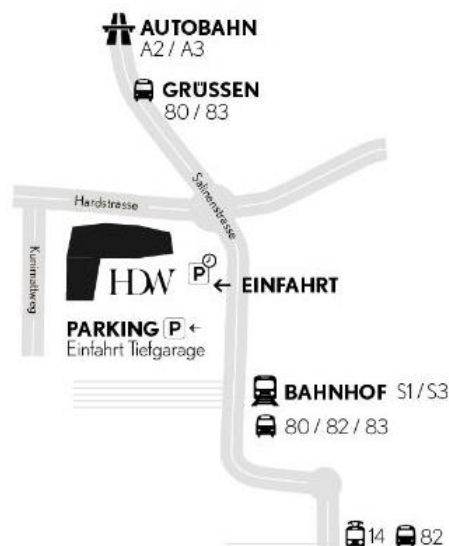 AUTOBAHN
A2 / A3
GRÜSSEN
80 / 83
Salinenstrasse
Hardstrasse
Kunimattweg
HDW
P
← EINFAHRT
PARKING P ←
Einfahrt Tiefgarage
BAHNHOF S1 / S3
80 / 82 / 83
14 82